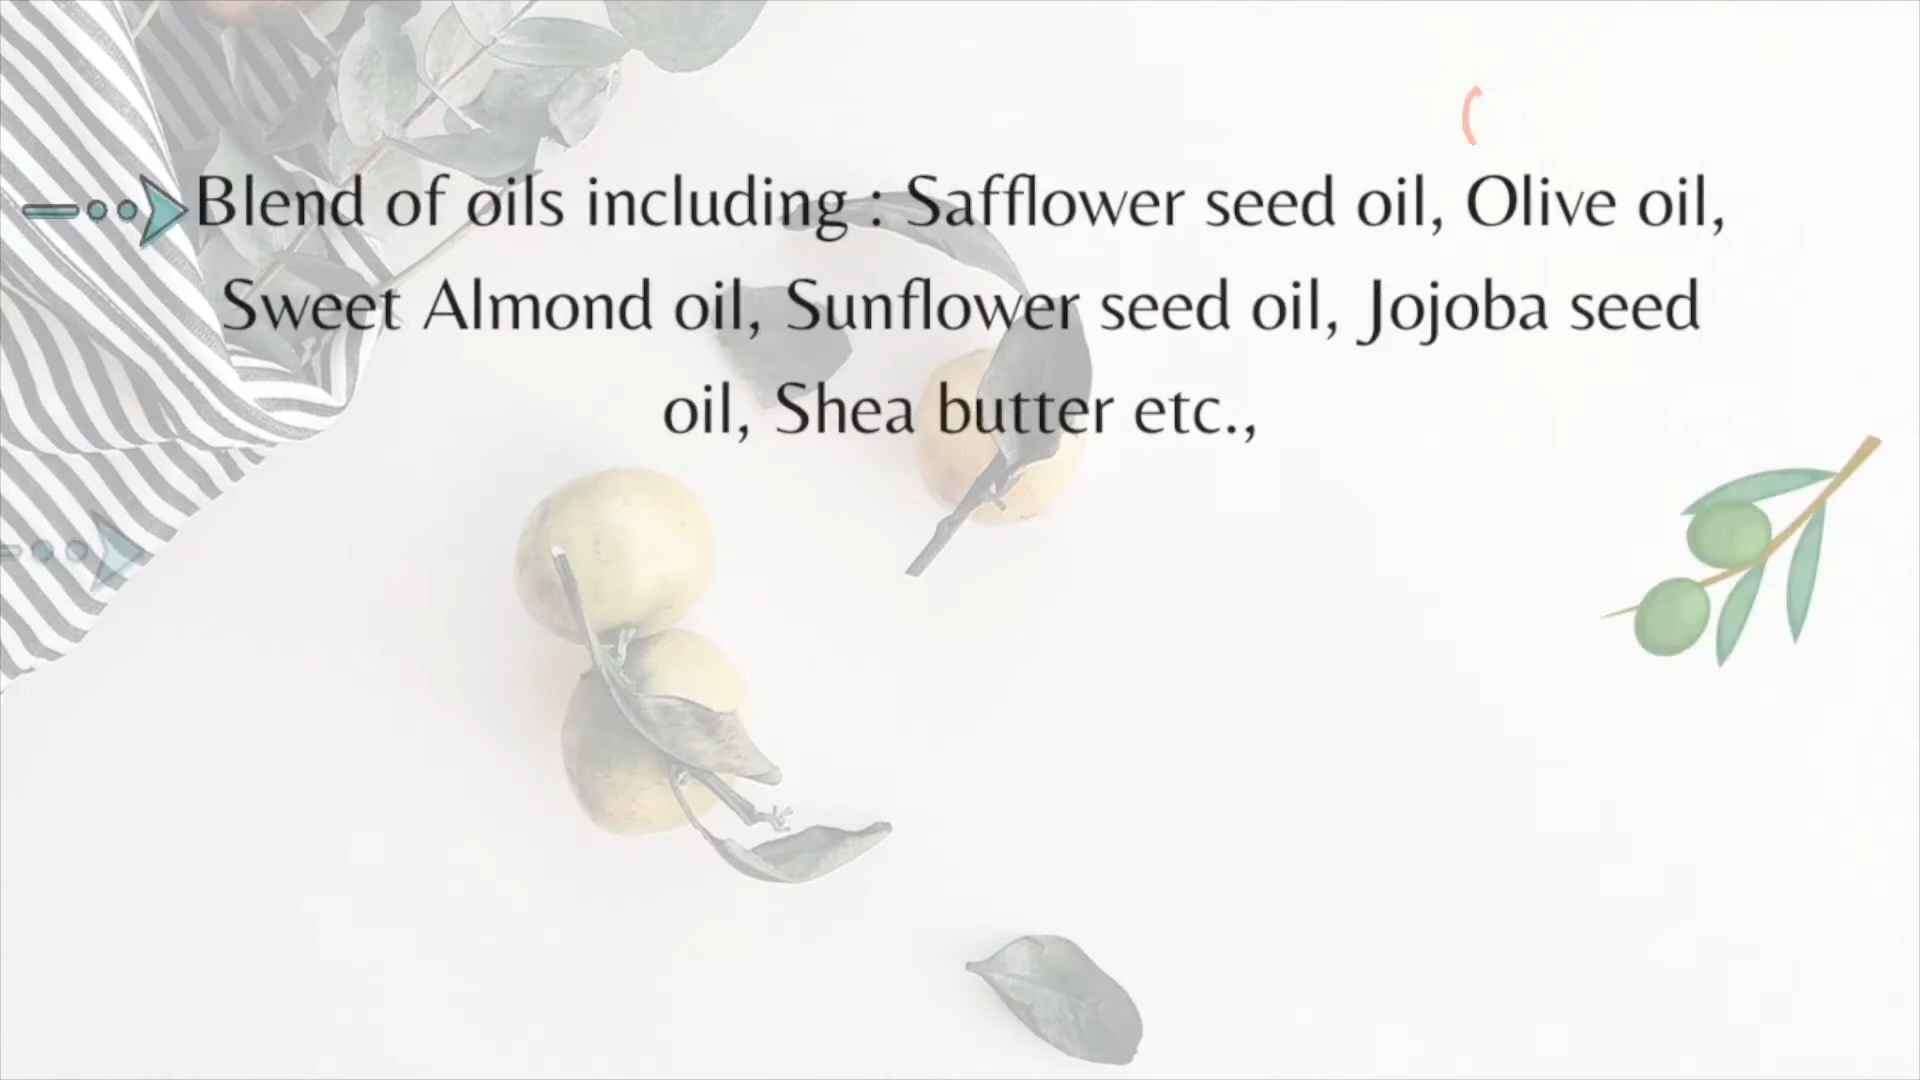 Blend of oils including : Safflower seed oil, Olive oil,
Sweet Almond oil, Sunflower seed oil, Jojoba seed
oil, Shea butter etc.,